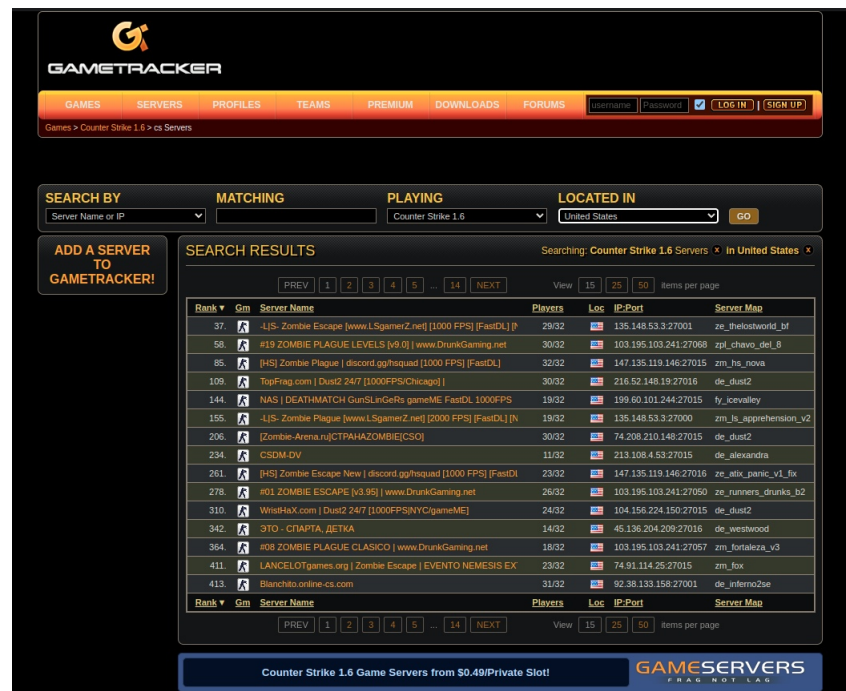 GAMETRACKER
GAMES SERVERS PROFILES TEAMS PREMIUM DOWNLOADS FORUMS username Password LOG IN | SIGN UP
Games > Counter Strike 1.6 > cs Servers
SEARCH BY MATCHING PLAYING LOCATED IN
Server Name or IP Counter Strike 1.6 United States GO
ADD A SERVER
TO
GAMETRACKER!
SEARCH RESULTS Searching: Counter Strike 1.6 Servers x in United States x
PREV 1 2 3 4 5 ... 14 NEXT View 15 25 50 items per page
Rank ▼ Gm Server Name Players Loc IP:Port Server Map
37. -L|S- Zombie Escape [www.LSgamerZ.net] [1000 FPS] [FastDL] [ 29/32 135.148.53.3:27001 ze_thelostworld_bf
58. #19 ZOMBIE PLAGUE LEVELS [v9.0] | www.DrunkGaming.net 30/32 103.195.103.241:27068 zpl_chavo_del_8
85. [HS] Zombie Plague | discord.gg/hsquad [1000 FPS] [FastDL] 32/32 147.135.119.146:27015 zm_hs_nova
109. TopFrag.com | Dust2 24/7 [1000FPS/Chicago] | 30/32 216.52.148.19:27016 de_dust2
144. NAS | DEATHMATCH GunSLinGeRs gameME FastDL 1000FPS 19/32 199.60.101.244:27015 fy_icevalley
155. -L|S- Zombie Plague [www.LSgamerZ.net] [2000 FPS] [FastDL] [ 19/32 135.148.53.3:27000 zm_ls_apprehension_v2
206. [Zombie-Arena.ru]СТРАHAZOMBIE[CSO] 30/32 74.208.210.148:27015 de_dust2
234. CSDM-DV 11/32 213.108.4.53:27015 de_alexandra
261. [HS] Zombie Escape New | discord.gg/hsquad [1000 FPS] [FastDL 23/32 147.135.119.146:27016 ze_atix_panic_v1_fix
278. #01 ZOMBIE ESCAPE [v3.95] | www.DrunkGaming.net 26/32 103.195.103.241:27050 ze_runners_drunks_b2
310. WristHaX.com | Dust2 24/7 [1000FPS|NYC/gameME] 24/32 104.156.224.150:27015 de_dust2
342. ЭТО - СПАРТА, ДЕТКА 14/32 45.136.204.209:27016 de_westwood
364. #08 ZOMBIE PLAGUE CLASICO | www.DrunkGaming.net 18/32 103.195.103.241:27057 zm_fortaleza_v3
411. LANCELOTgames.org | Zombie Escape | EVENTO NEMESIS EX 23/32 74.91.114.25:27015 zm_fox
413. Blanchito.online-cs.com 31/32 92.38.133.158:27001 de_inferno2se
Rank ▼ Gm Server Name Players Loc IP:Port Server Map
PREV 1 2 3 4 5 ... 14 NEXT View 15 25 50 items per page
Counter Strike 1.6 Game Servers from $0.49/Private Slot! GAMESERVERS
FRAG NOT LAG